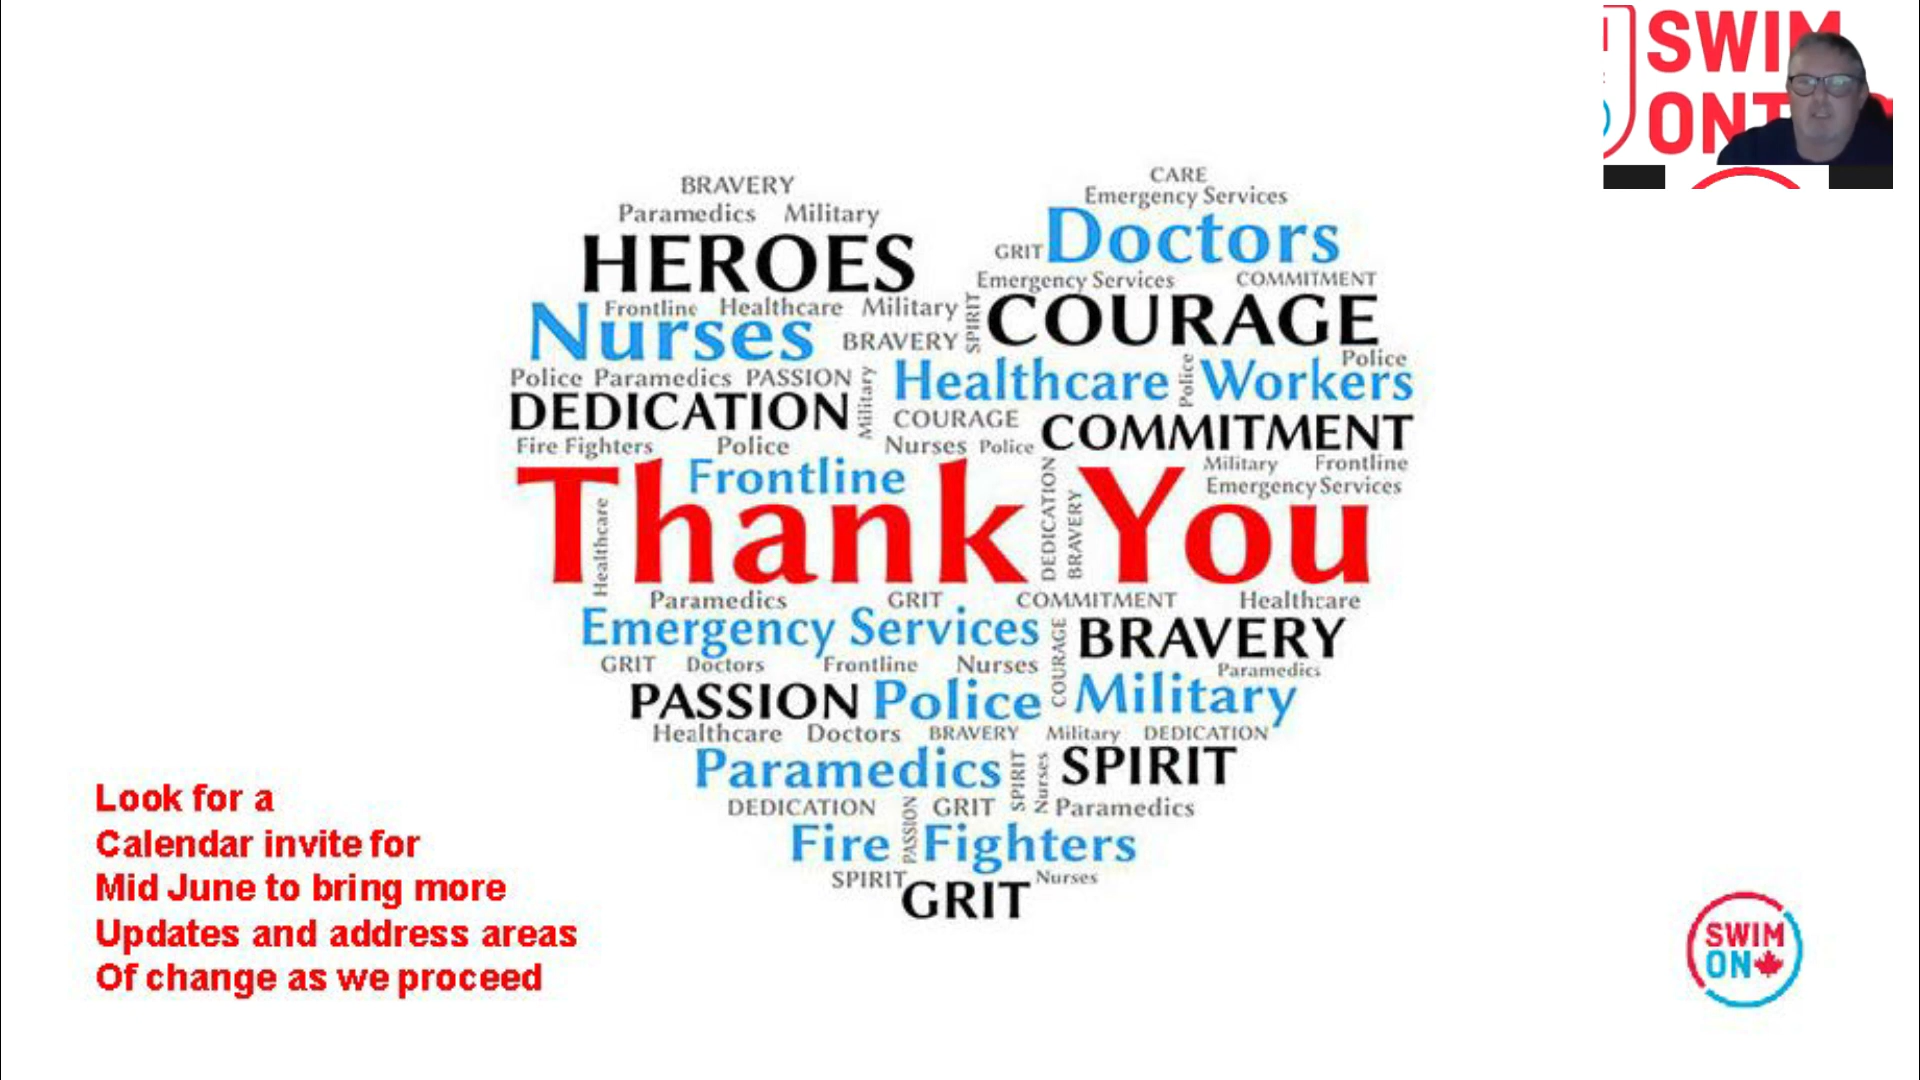 SWIM
ONT
BRAVERY
CARE
Emergency Services
Paramedics Military
HEROES
GRIT Doctors
Emergency Services COMMITMENT
Frontline Healthcare Military
SPIRIT
COURAGE
Nurses
BRAVERY
Police
Police Paramedics PASSION
Military
Healthcare
Police
Workers
DEDICATION
COURAGE
COMMITMENT
Fire Fighters Police Nurses Police
Frontline
Military Frontline
Emergency Services
Thank You
Healthcare
DEDICATION
BRAVERY
Paramedics GRIT COMMITMENT Healthcare
Emergency Services
COURAGE
BRAVERY
GRIT Doctors Frontline Nurses
Paramedics
PASSION Police Military
Healthcare Doctors BRAVERY Military DEDICATION
Paramedics
SPIRIT
Nurses
SPIRIT
DEDICATION
PASSION
GRIT
Paramedics
Fire Fighters
SPIRIT
Nurses
GRIT
Look for a
Calendar invite for
Mid June to bring more
Updates and address areas
Of change as we proceed
SWIM
ON